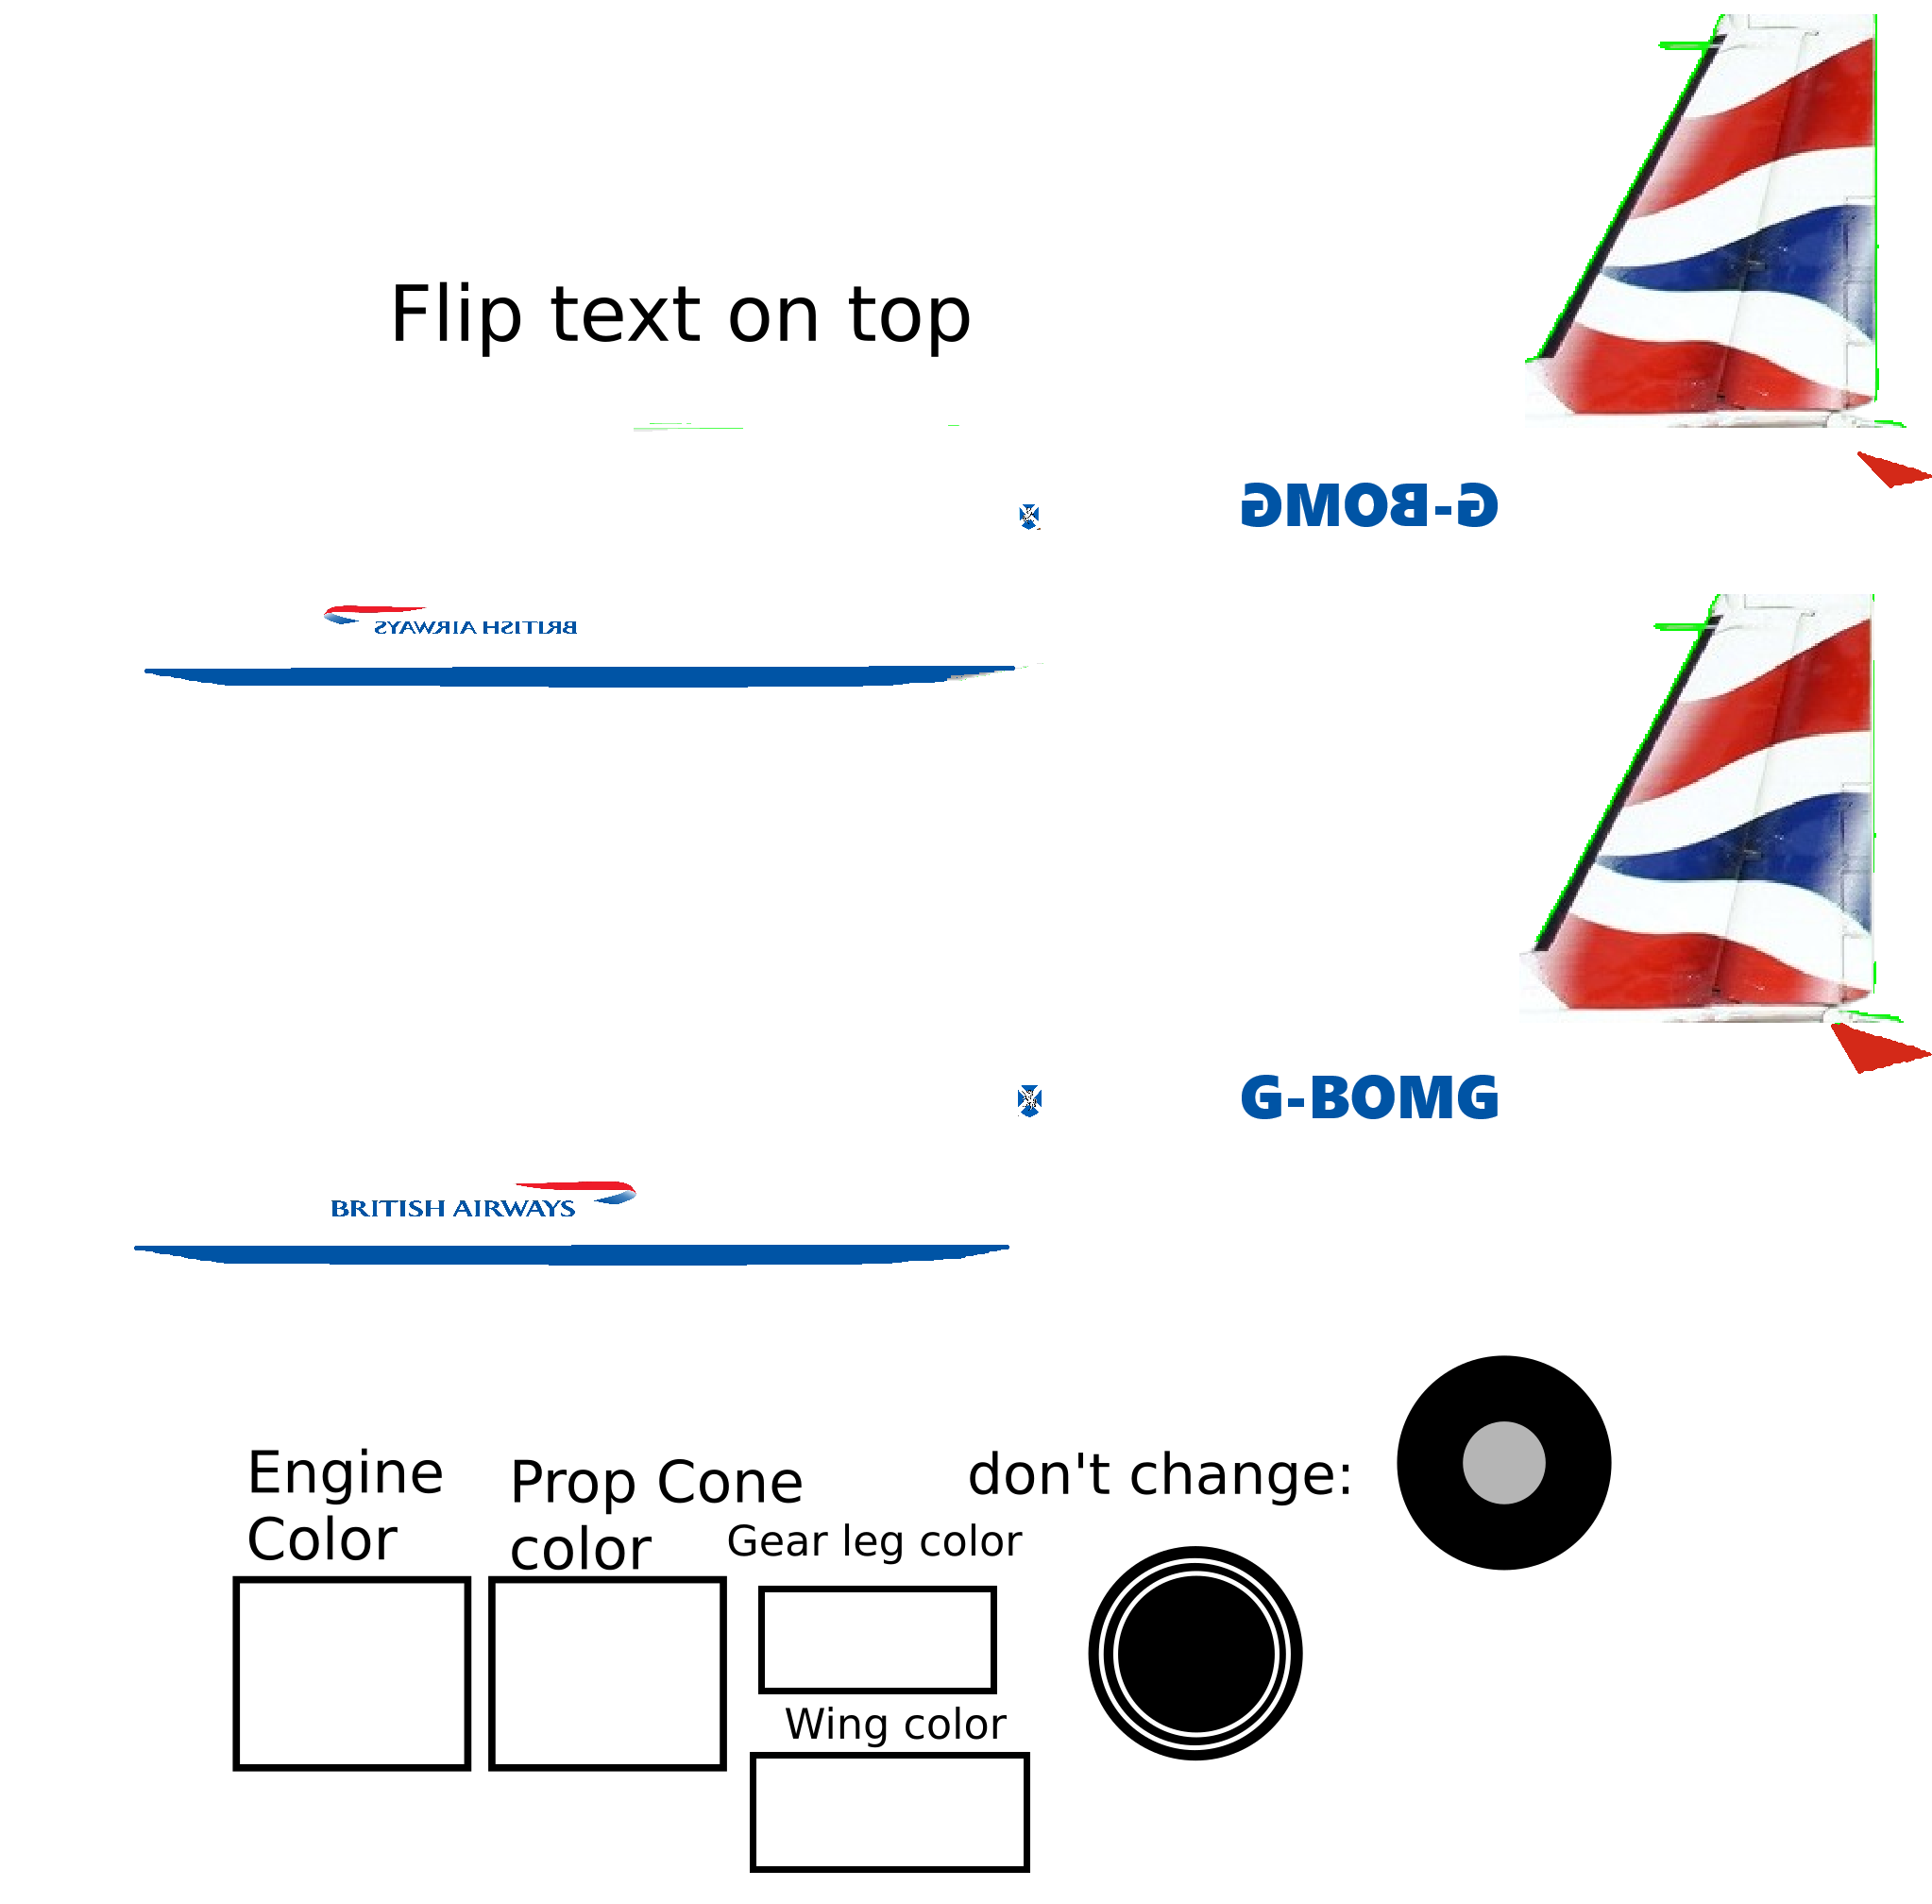 Flip text on top
G-BOMG
BRITISH AIRWAYS
G-BOMG
BRITISH AIRWAYS
Engine
Color
Prop Cone
color
don't change:
Gear leg color
Wing color